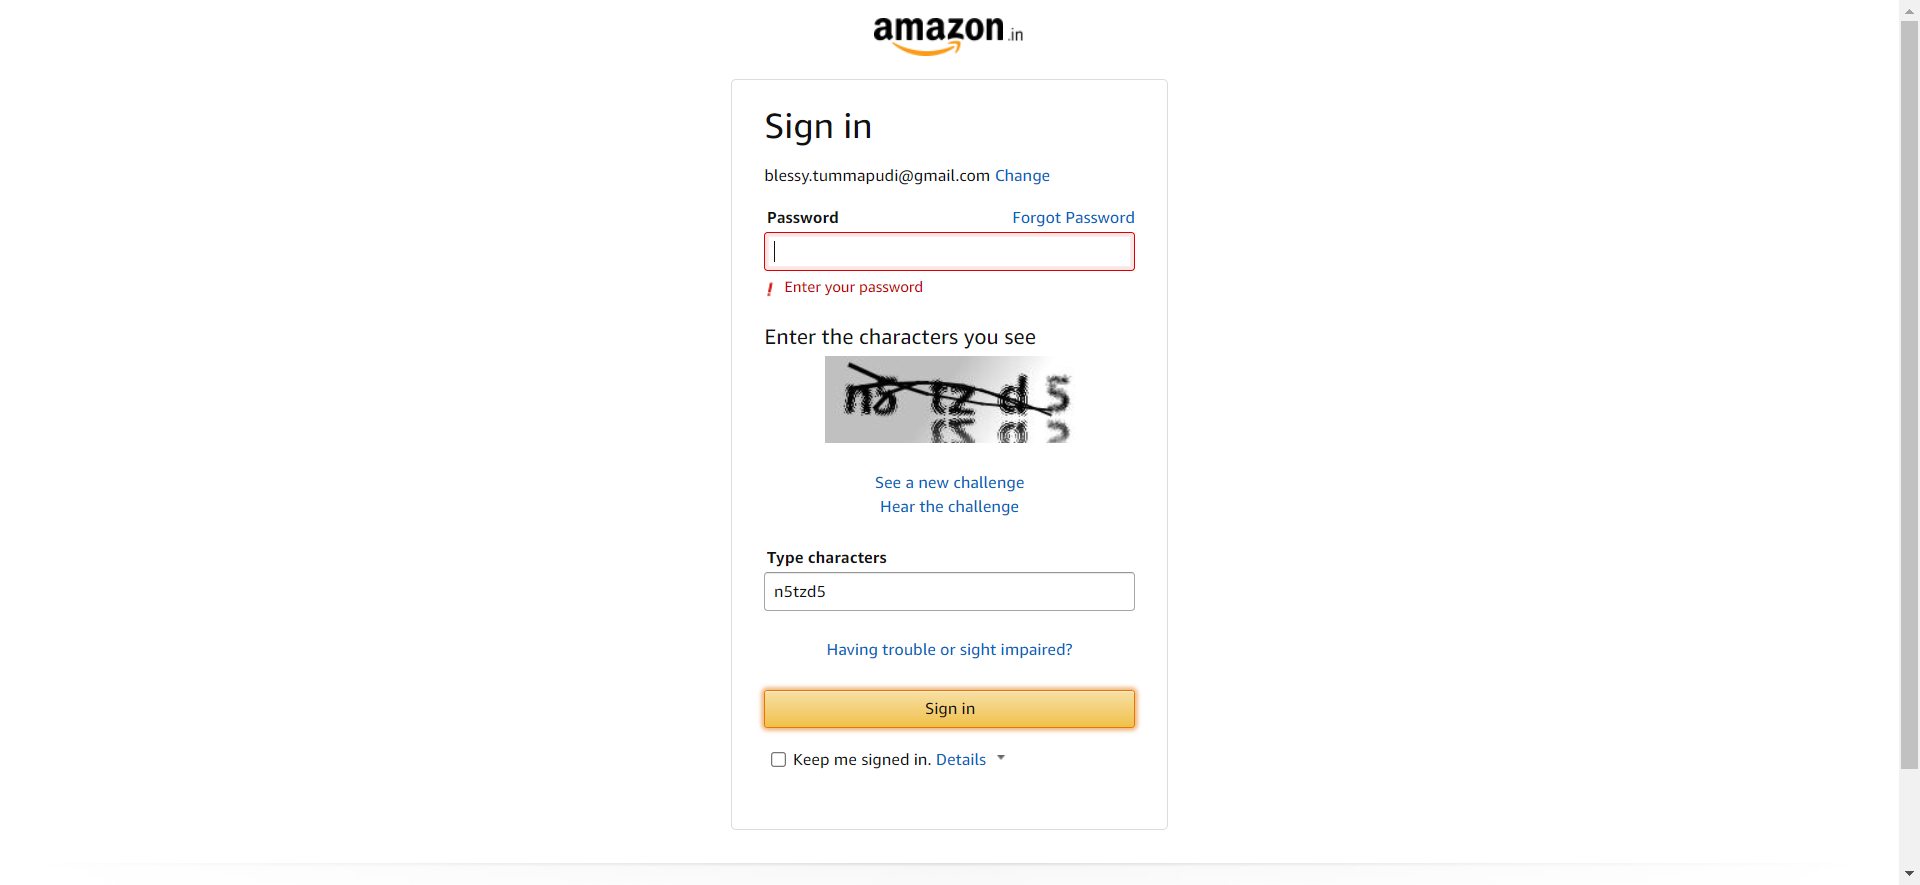 amazon.in
Sign in
blessy.tummapudi@gmail.com Change
Password Forgot Password
! Enter your password
Enter the characters you see
See a new challenge
Hear the challenge
Type characters
n5tzd5
Having trouble or sight impaired?
Sign in
Keep me signed in. Details